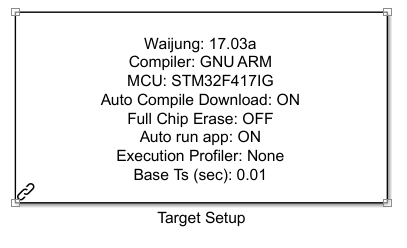 Waijung: 17.03a
Compiler: GNU ARM
MCU: STM32F417IG
Auto Compile Download: ON
Full Chip Erase: OFF
Auto run app: ON
Execution Profiler: None
Base Ts (sec): 0.01
Target Setup